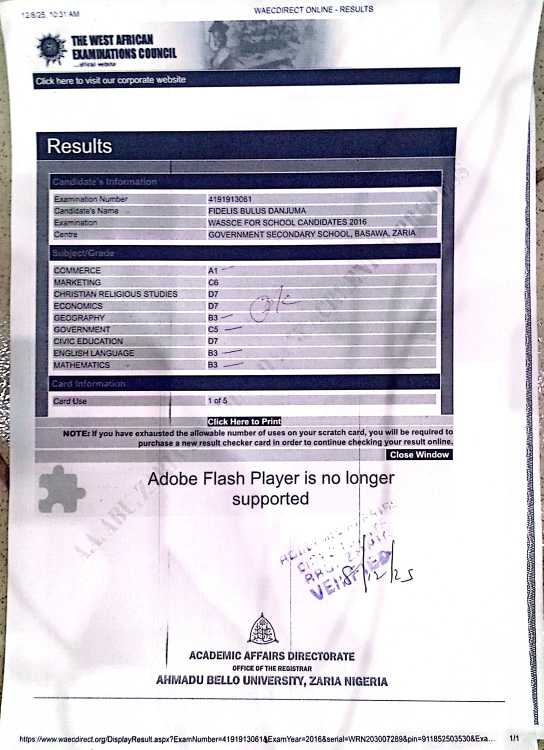 12/8/25, 10:31 AM WAECDIRECT ONLINE - RESULTS
THE WEST AFRICAN
EXAMINATIONS COUNCIL
...official website
Click here to visit our corporate website
Results
Candidate's Information
Examination Number 4191913061
Candidate's Name FIDELIS BULUS DANJUMA
Examination WASSCE FOR SCHOOL CANDIDATES 2016
Centre GOVERNMENT SECONDARY SCHOOL, BASAWA, ZARIA
Subject/Grade
COMMERCE A1
MARKETING C6
CHRISTIAN RELIGIOUS STUDIES D7
ECONOMICS D7
GEOGRAPHY B3
GOVERNMENT C5
CIVIC EDUCATION D7
ENGLISH LANGUAGE B3
MATHEMATICS B3
Card Information
Card Use 1 of 5
Click Here to Print
NOTE: If you have exhausted the allowable number of uses on your scratch card, you will be required to
purchase a new result checker card in order to continue checking your result online.
Close Window
Adobe Flash Player is no longer
supported
VERIFIED
8/12/25
ACADEMIC AFFAIRS DIRECTORATE
OFFICE OF THE REGISTRAR
AHMADU BELLO UNIVERSITY, ZARIA NIGERIA
https://www.waecdirect.org/DisplayResult.aspx?ExamNumber=4191913061&ExamYear=2016&serial=WRN203007289&pin=911852503530&Exa... 1/1